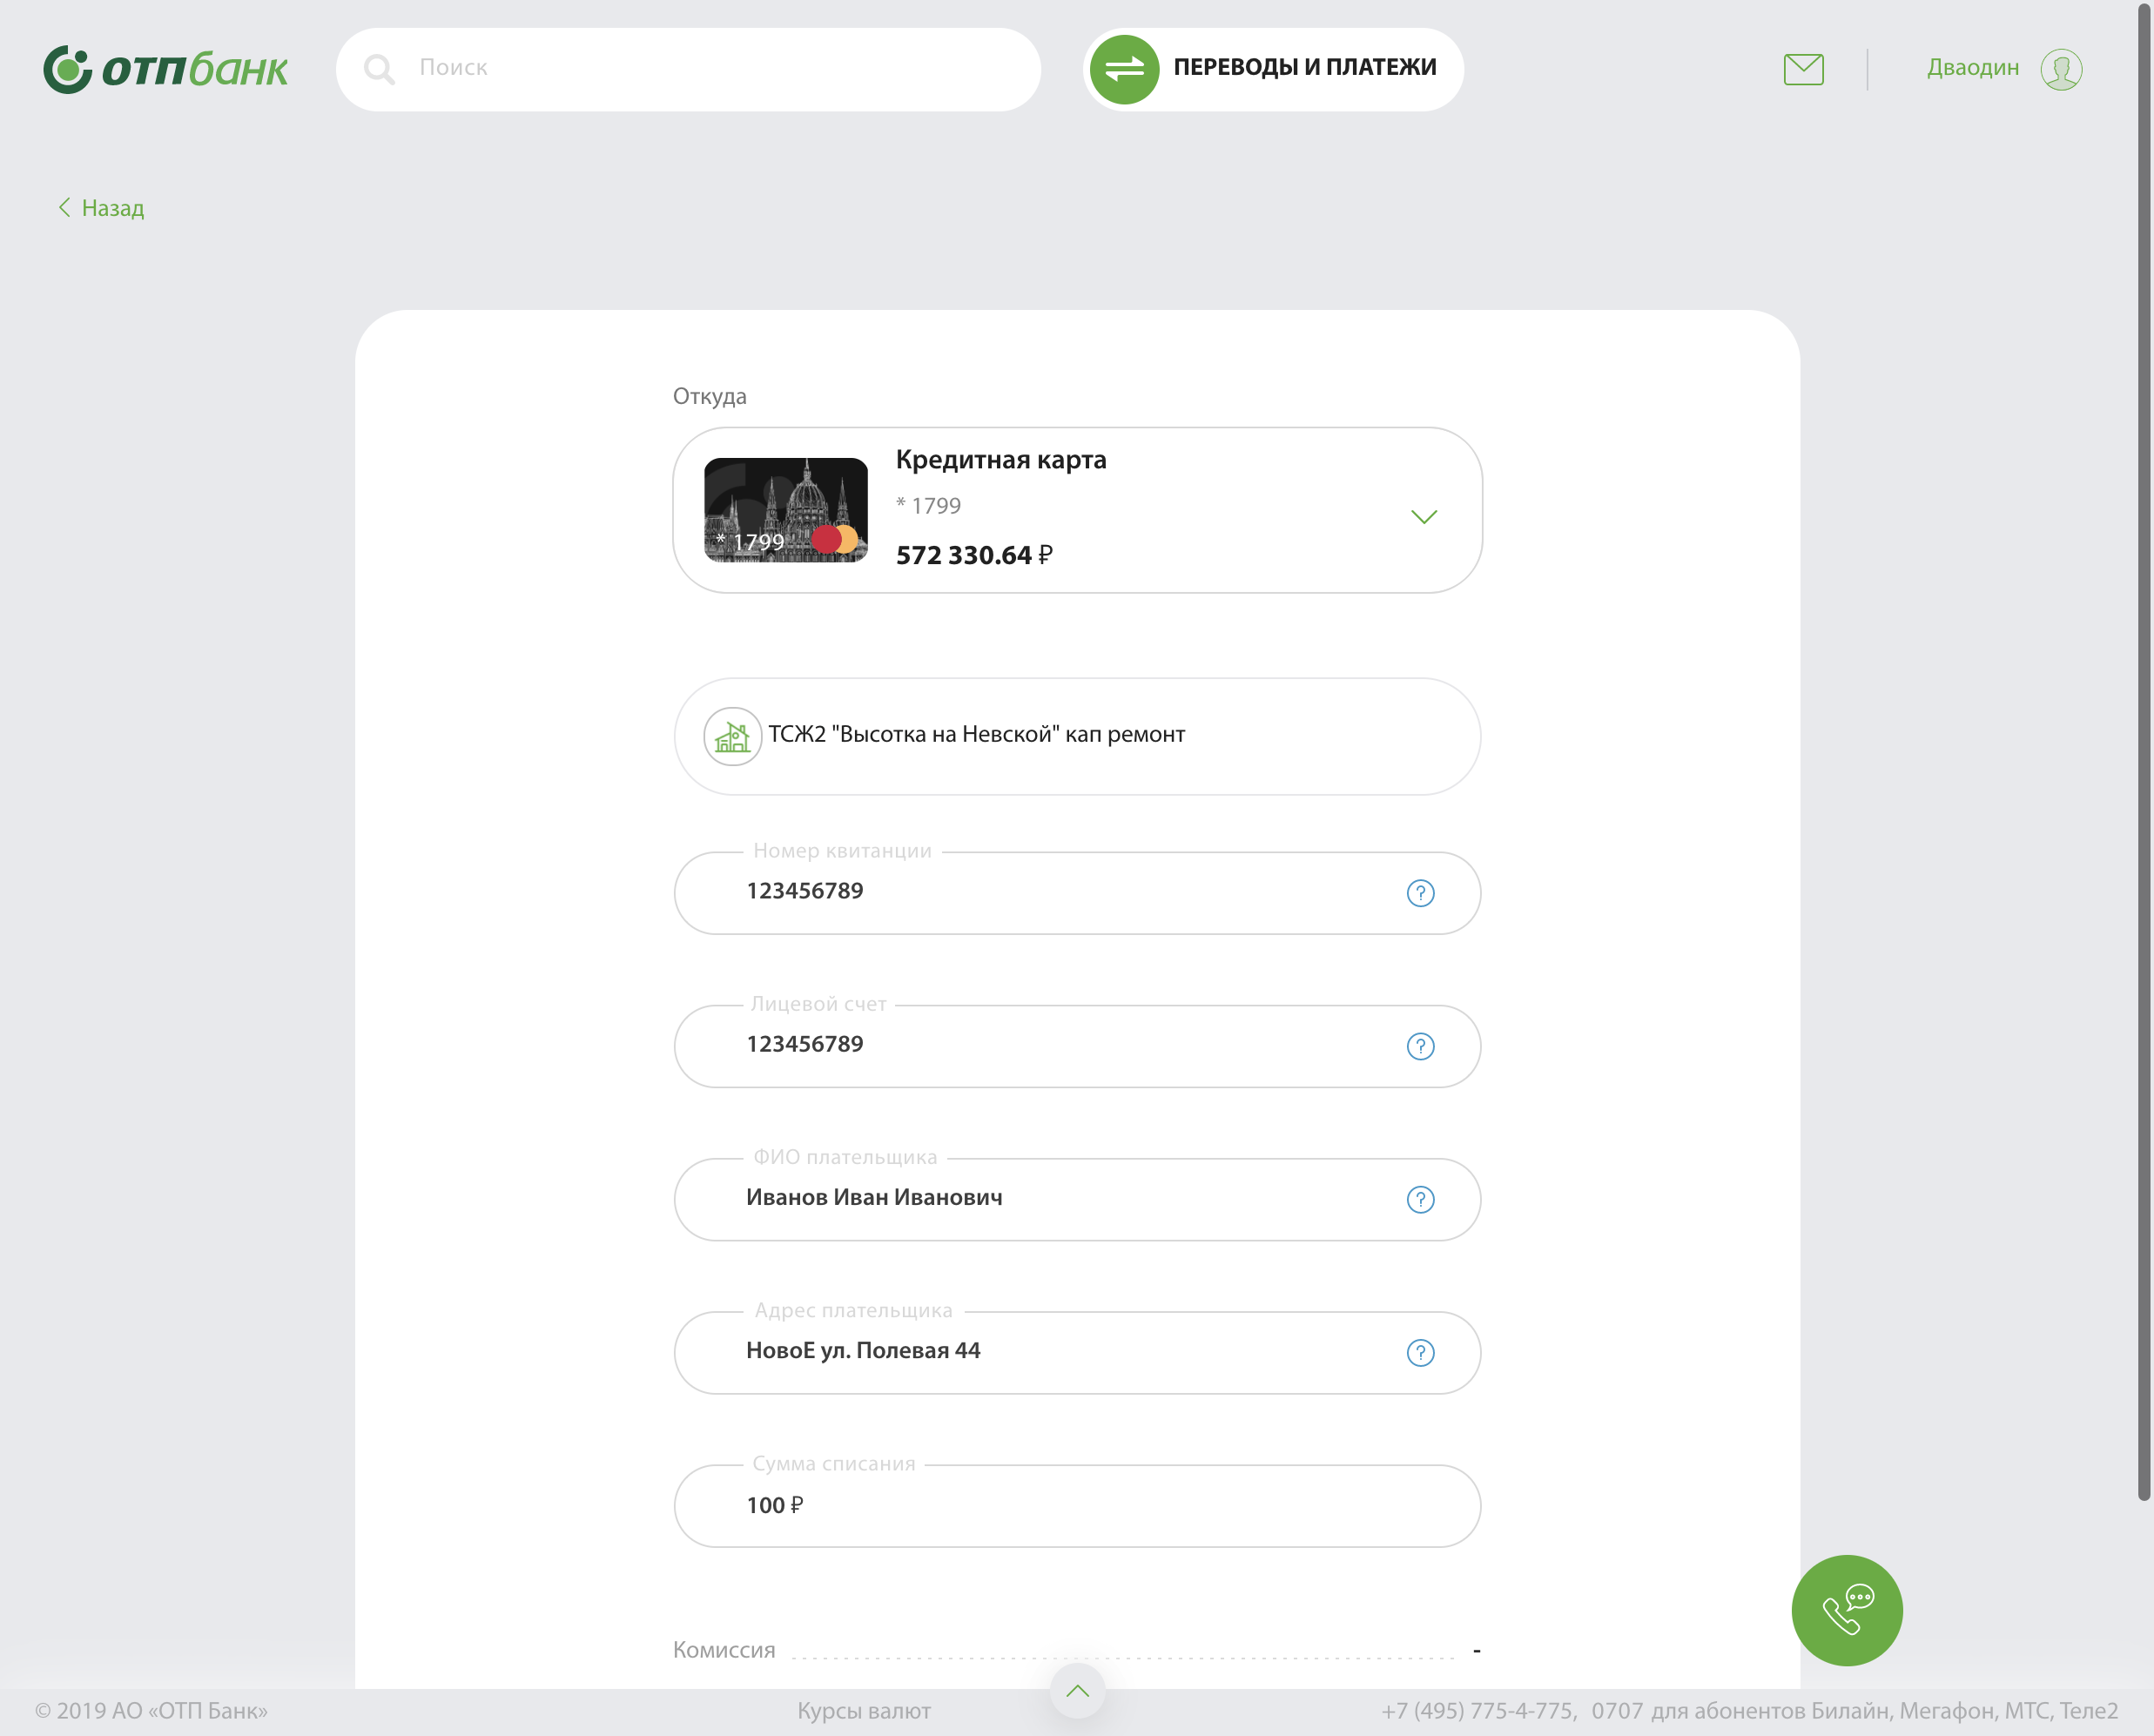 ОТПбанк
Поиск
ПЕРЕВОДЫ И ПЛАТЕЖИ
Дваодин
Назад
Откуда
Кредитная карта
* 1799
* 1799
572 330.64 ₽
ТСЖ2 "Высотка на Невской" кап ремонт
Номер квитанции
123456789
Лицевой счет
123456789
ФИО плательщика
Иванов Иван Иванович
Адрес плательщика
НовоЕ ул. Полевая 44
Сумма списания
100 ₽
Комиссия -
© 2019 АО «ОТП Банк»
Курсы валют
+7 (495) 775-4-775, 0707 для абонентов Билайн, Мегафон, МТС, Теле2